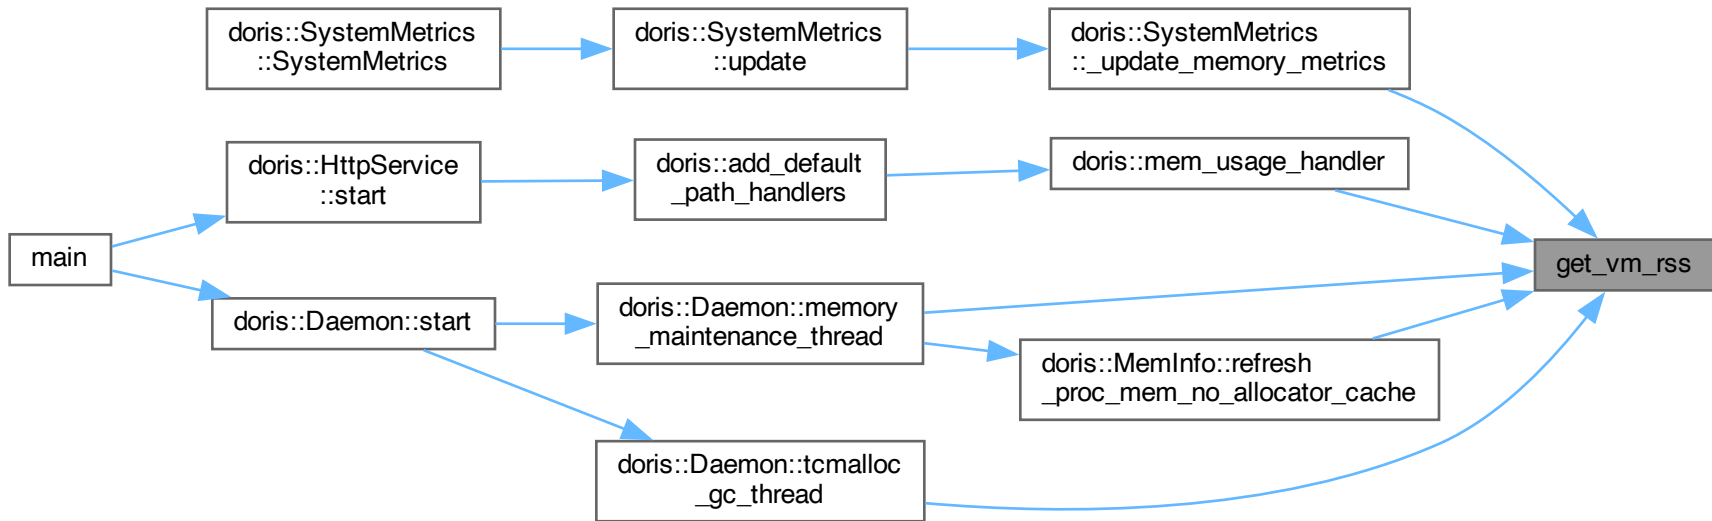 doris::SystemMetrics
::SystemMetrics
doris::SystemMetrics
::update
doris::SystemMetrics
::_update_memory_metrics
doris::HttpService
::start
doris::add_default
_path_handlers
doris::mem_usage_handler
main
get_vm_rss
doris::Daemon::start
doris::Daemon::memory
_maintenance_thread
doris::MemInfo::refresh
_proc_mem_no_allocator_cache
doris::Daemon::tcmalloc
_gc_thread